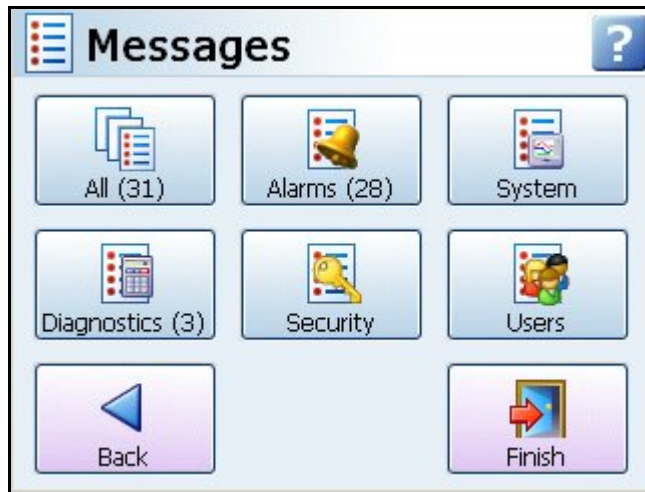 Messages
?
All (31)
Alarms (28)
System
Diagnostics (3)
Security
Users
Back
Finish